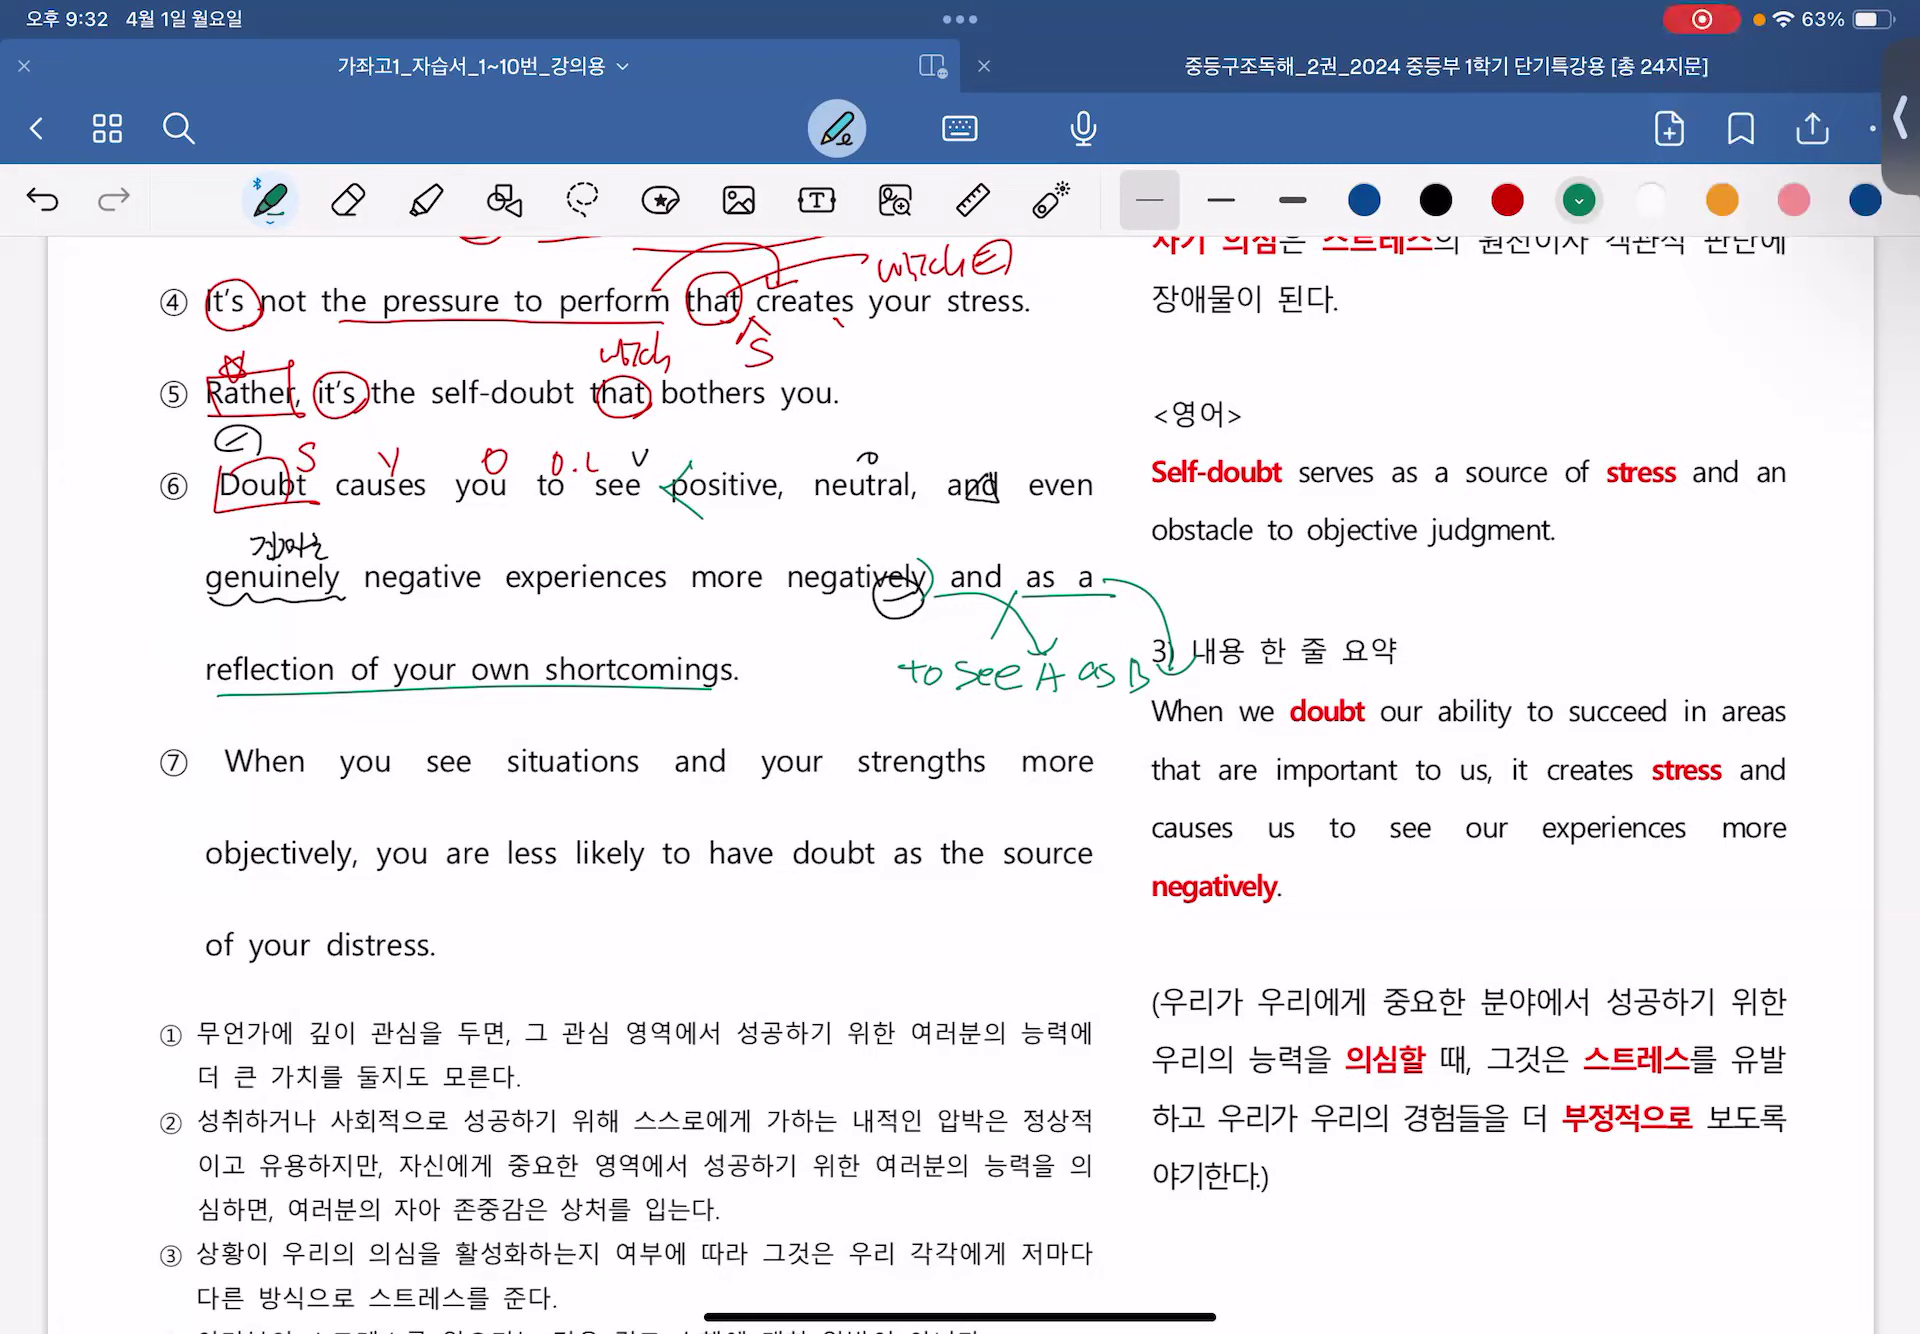 오후 9:32 4월 1일 월요일
63%
가좌고1_자습서_1~10번_강의용
중등구조독해_2권_2024 중등부 1학기 단기특강용 [총 24지문]
which
④ It's not the pressure to perform that creates your stress.
which S
⑤ Rather, it's the self-doubt that bothers you.
S V O O.C V O
⑥ Doubt causes you to see positive, neutral, and even
genuinely negative experiences more negatively and as a
reflection of your own shortcomings.
to see A as B
⑦ When you see situations and your strengths more
objectively, you are less likely to have doubt as the source
of your distress.
① 무언가에 깊이 관심을 두면, 그 관심 영역에서 성공하기 위한 여러분의 능력에
더 큰 가치를 둘지도 모른다.
② 성취하거나 사회적으로 성공하기 위해 스스로에게 가하는 내적인 압박은 정상적
이고 유용하지만, 자신에게 중요한 영역에서 성공하기 위한 여러분의 능력을 의
심하면, 여러분의 자아 존중감은 상처를 입는다.
③ 상황이 우리의 의심을 활성화하는지 여부에 따라 그것은 우리 각각에게 저마다
다른 방식으로 스트레스를 준다.
자기 의심은 스트레스의 원천이자 객관적 판단에
장애물이 된다.
<영어>
Self-doubt serves as a source of stress and an
obstacle to objective judgment.
3) 내용 한 줄 요약
When we doubt our ability to succeed in areas
that are important to us, it creates stress and
causes us to see our experiences more
negatively.
(우리가 우리에게 중요한 분야에서 성공하기 위한
우리의 능력을 의심할 때, 그것은 스트레스를 유발
하고 우리가 우리의 경험들을 더 부정적으로 보도록
야기한다.)